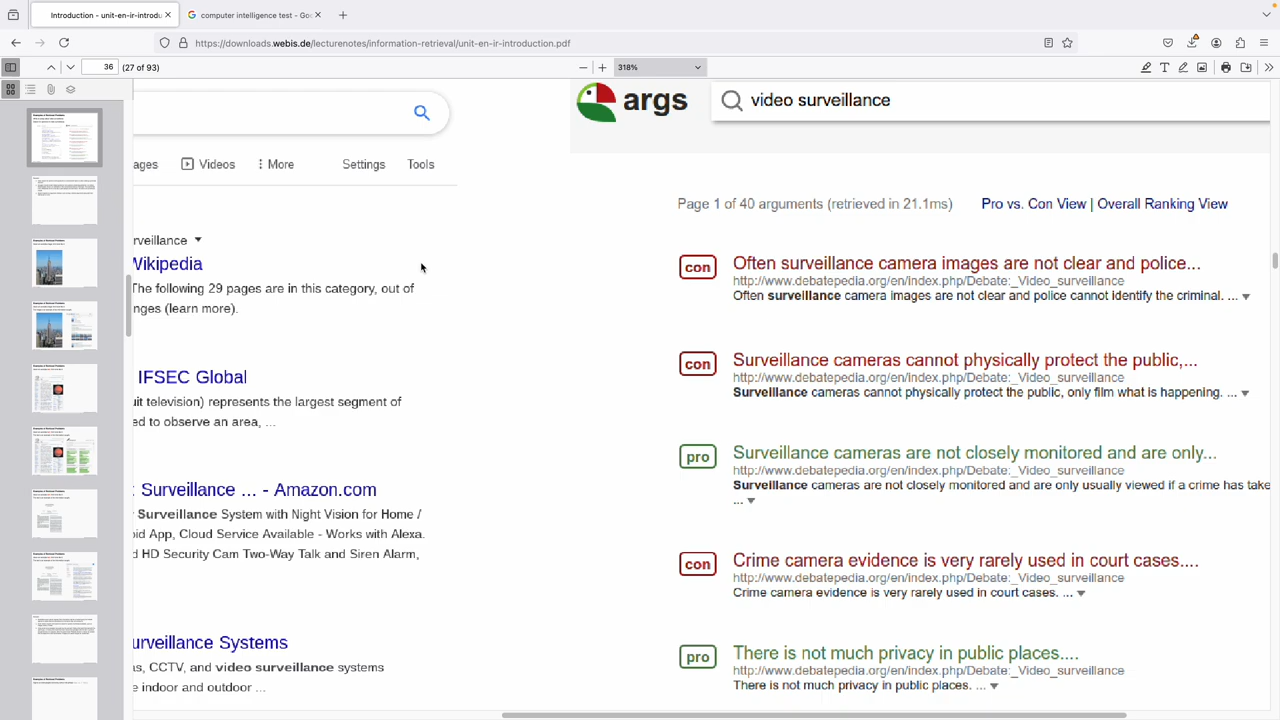 Introduction - unit-en-ir-introdu
computer intelligence test - Go
https://downloads.webis.de/lecturenotes/information-retrieval/unit-en-ir-introduction.pdf
36 (27 of 93)
318%
args
video surveillance
ages Videos More Settings Tools
Page 1 of 40 arguments (retrieved in 21.1ms) Pro vs. Con View | Overall Ranking View
rveillance
Wikipedia
The following 29 pages are in this category, out of
nges (learn more).
IFSEC Global
uit television) represents the largest segment of
ed to observe an area, ...
Surveillance ... - Amazon.com
Surveillance System with Night Vision for Home /
id App, Cloud Service Available - Works with Alexa.
d HD Security Cam Two-Way Talk and Siren Alarm,
urveillance Systems
s, CCTV, and video surveillance systems
e indoor and outdoor ...
con
Often surveillance camera images are not clear and police...
http://www.debatepedia.org/en/index.php/Debate:_Video_surveillance
Often surveillance camera images are not clear and police cannot identify the criminal. ...
con
Surveillance cameras cannot physically protect the public,...
http://www.debatepedia.org/en/index.php/Debate:_Video_surveillance
Surveillance cameras cannot physically protect the public, only film what is happening. ...
pro
Surveillance cameras are not closely monitored and are only...
http://www.debatepedia.org/en/index.php/Debate:_Video_surveillance
Surveillance cameras are not closely monitored and are only usually viewed if a crime has take
...
con
Crime camera evidence is very rarely used in court cases....
http://www.debatepedia.org/en/index.php/Debate:_Video_surveillance
Crime camera evidence is very rarely used in court cases. ...
pro
There is not much privacy in public places....
http://www.debatepedia.org/en/index.php/Debate:_Video_surveillance
There is not much privacy in public places. ...